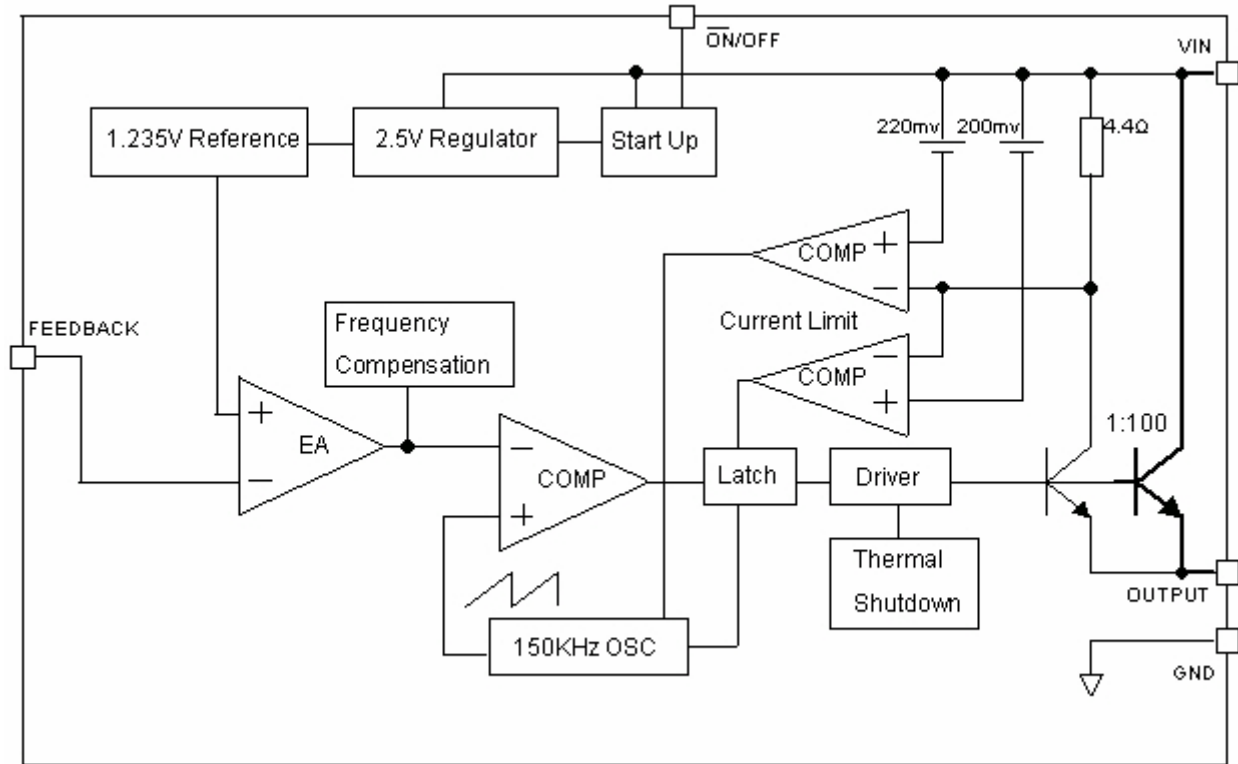 ON/OFF
VIN
1.235V Reference
2.5V Regulator
Start Up
220mv
200mv
4.4Ω
+
COMP
−
FEEDBACK
Frequency
Compensation
Current Limit
−
COMP
+
+
EA
−
−
COMP
+
1:100
Latch
Driver
Thermal
Shutdown
OUTPUT
150KHz OSC
GND